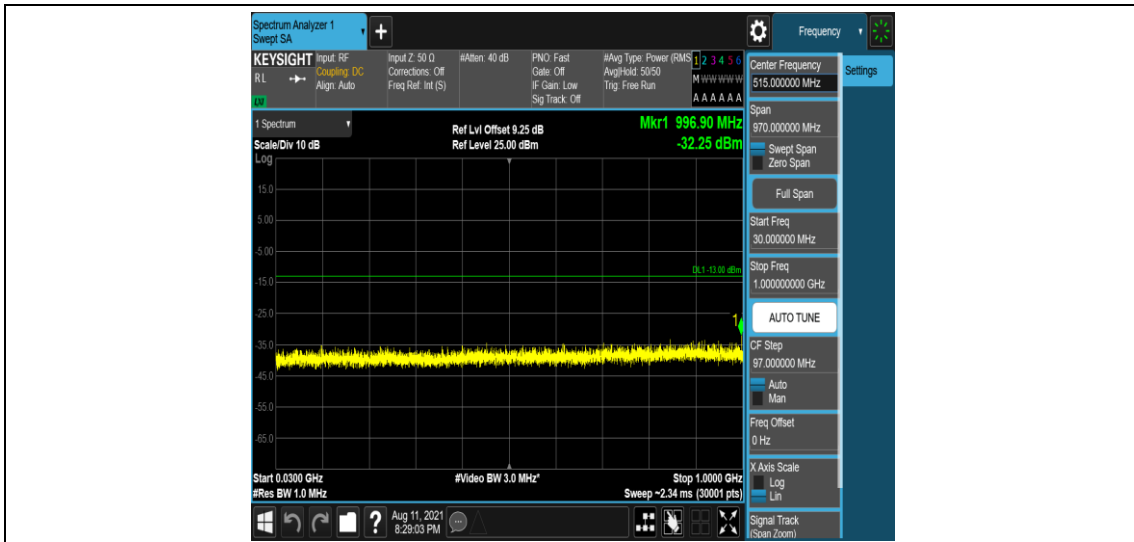 Spectrum Analyzer 1
Swept SA
Frequency
KEYSIGHT
RL
LM
Input: RF
Coupling: DC
Align: Auto
Input Z: 50 Ω
Corrections: Off
Freq Ref: Int (S)
#Atten: 40 dB
PNO: Fast
Gate: Off
IF Gain: Low
Sig Track: Off
#Avg Type: Power (RMS
Avg|Hold: 50/50
Trig: Free Run
1 2 3 4 5 6
M W W W W W
A A A A A A
1 Spectrum
Scale/Div 10 dB
Ref Lvl Offset 9.25 dB
Ref Level 25.00 dBm
Mkr1 996.90 MHz
-32.25 dBm
Log
15.0
5.00
-5.00
-15.0
-25.0
-35.0
-45.0
-55.0
-65.0
DL1 -13.00 dBm
1
Start 0.0300 GHz
#Res BW 1.0 MHz
#Video BW 3.0 MHz*
Stop 1.0000 GHz
Sweep ~2.34 ms (30001 pts)
Aug 11, 2021
8:29:03 PM
Center Frequency
515.000000 MHz
Settings
Span
970.000000 MHz
Swept Span
Zero Span
Full Span
Start Freq
30.000000 MHz
Stop Freq
1.000000000 GHz
AUTO TUNE
CF Step
97.000000 MHz
Auto
Man
Freq Offset
0 Hz
X Axis Scale
Log
Lin
Signal Track
(Span Zoom)